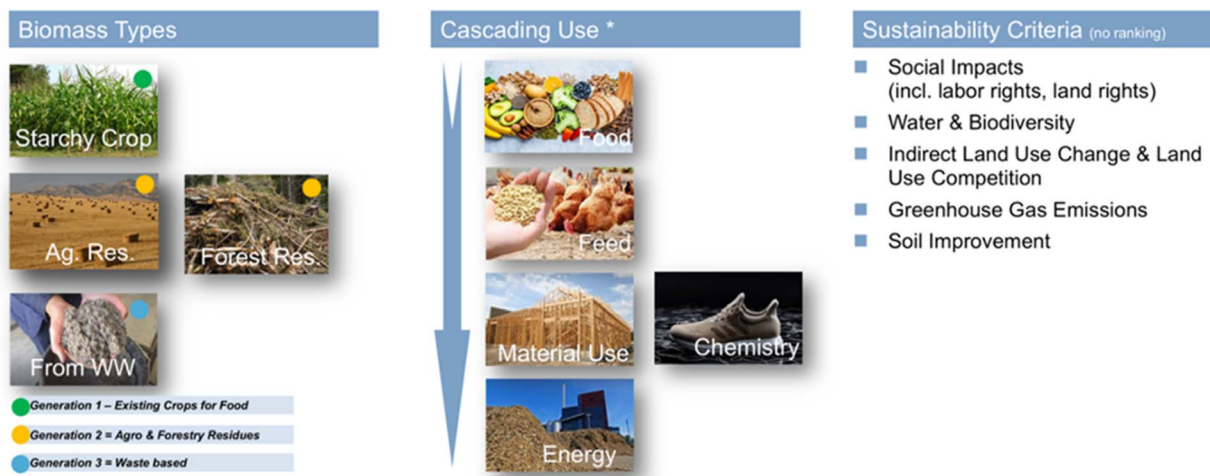 Biomass Types
Starchy Crop
Ag. Res.
Forest Res.
From WW
Generation 1 – Existing Crops for Food
Generation 2 = Agro & Forestry Residues
Generation 3 = Waste based
Cascading Use *
Food
Feed
Material Use
Chemistry
Energy
Sustainability Criteria (no ranking)
Social Impacts
(incl. labor rights, land rights)
Water & Biodiversity
Indirect Land Use Change & Land
Use Competition
Greenhouse Gas Emissions
Soil Improvement